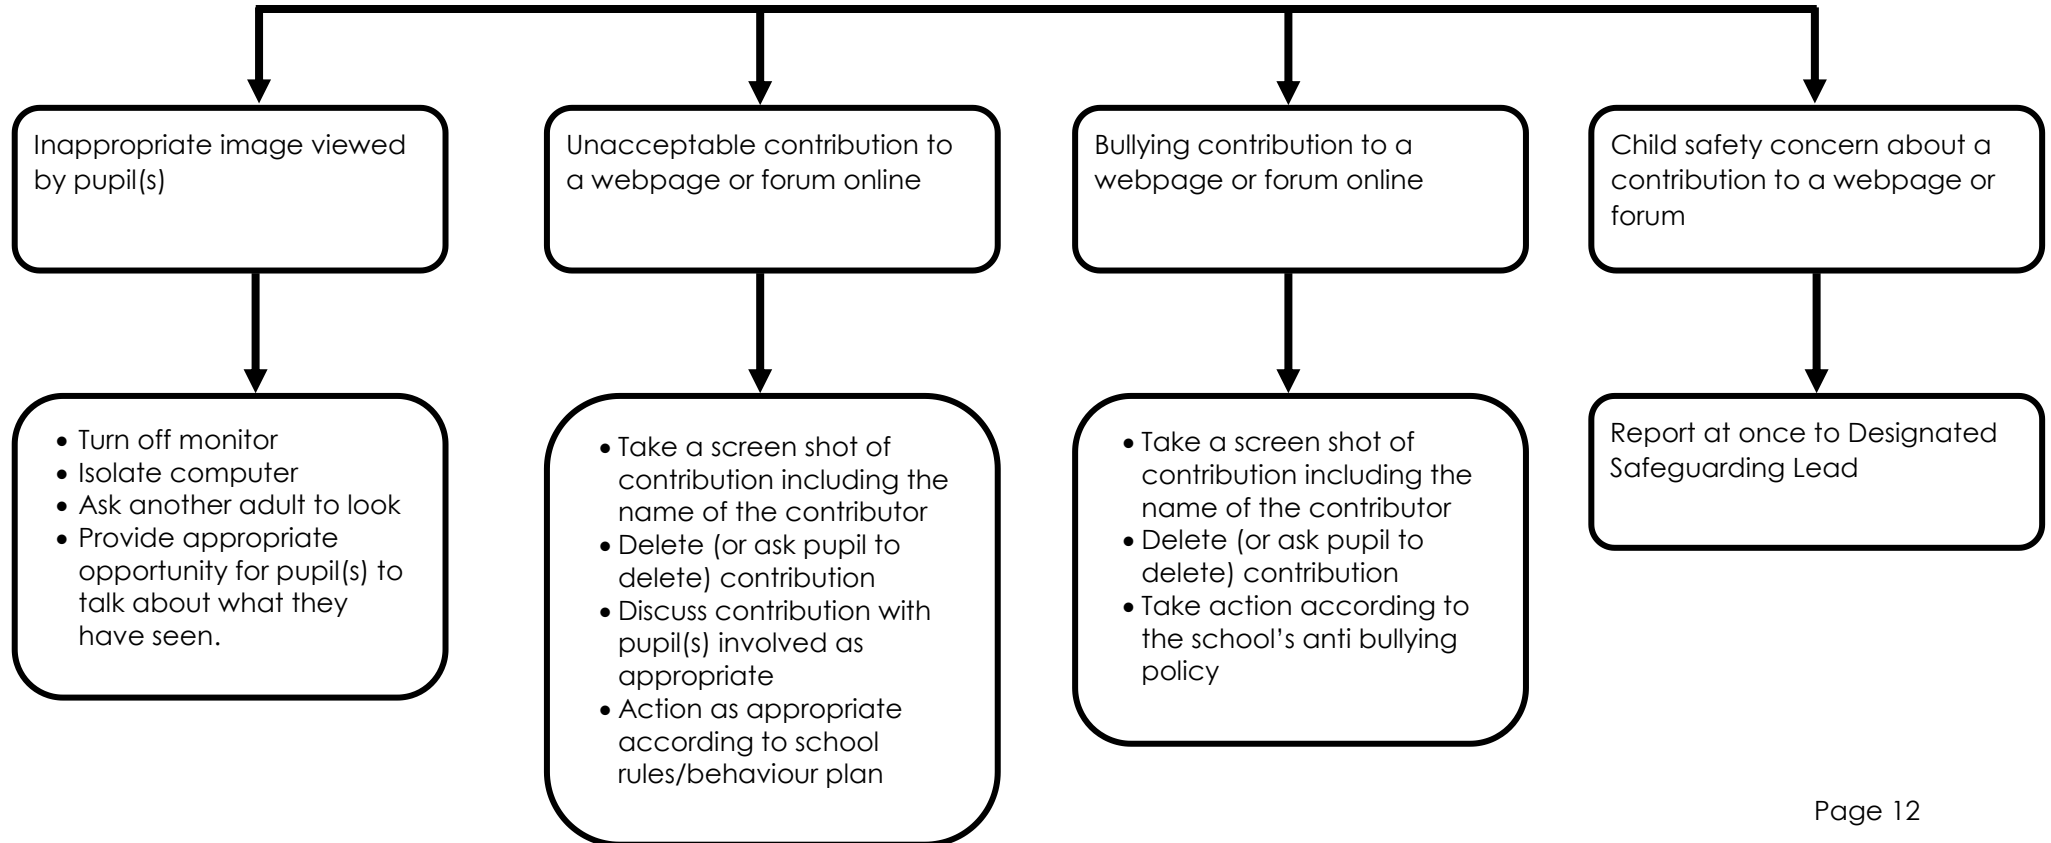 Inappropriate image viewed
by pupil(s)
Unacceptable contribution to
a webpage or forum online
Bullying contribution to a
webpage or forum online
Child safety concern about a
contribution to a webpage or
forum
• Turn off monitor
• Isolate computer
• Ask another adult to look
• Provide appropriate
opportunity for pupil(s) to
talk about what they
have seen.
• Take a screen shot of
contribution including the
name of the contributor
• Delete (or ask pupil to
delete) contribution
• Discuss contribution with
pupil(s) involved as
appropriate
• Action as appropriate
according to school
rules/behaviour plan
• Take a screen shot of
contribution including the
name of the contributor
• Delete (or ask pupil to
delete) contribution
• Take action according to
the school’s anti bullying
policy
Report at once to Designated
Safeguarding Lead
Page 12